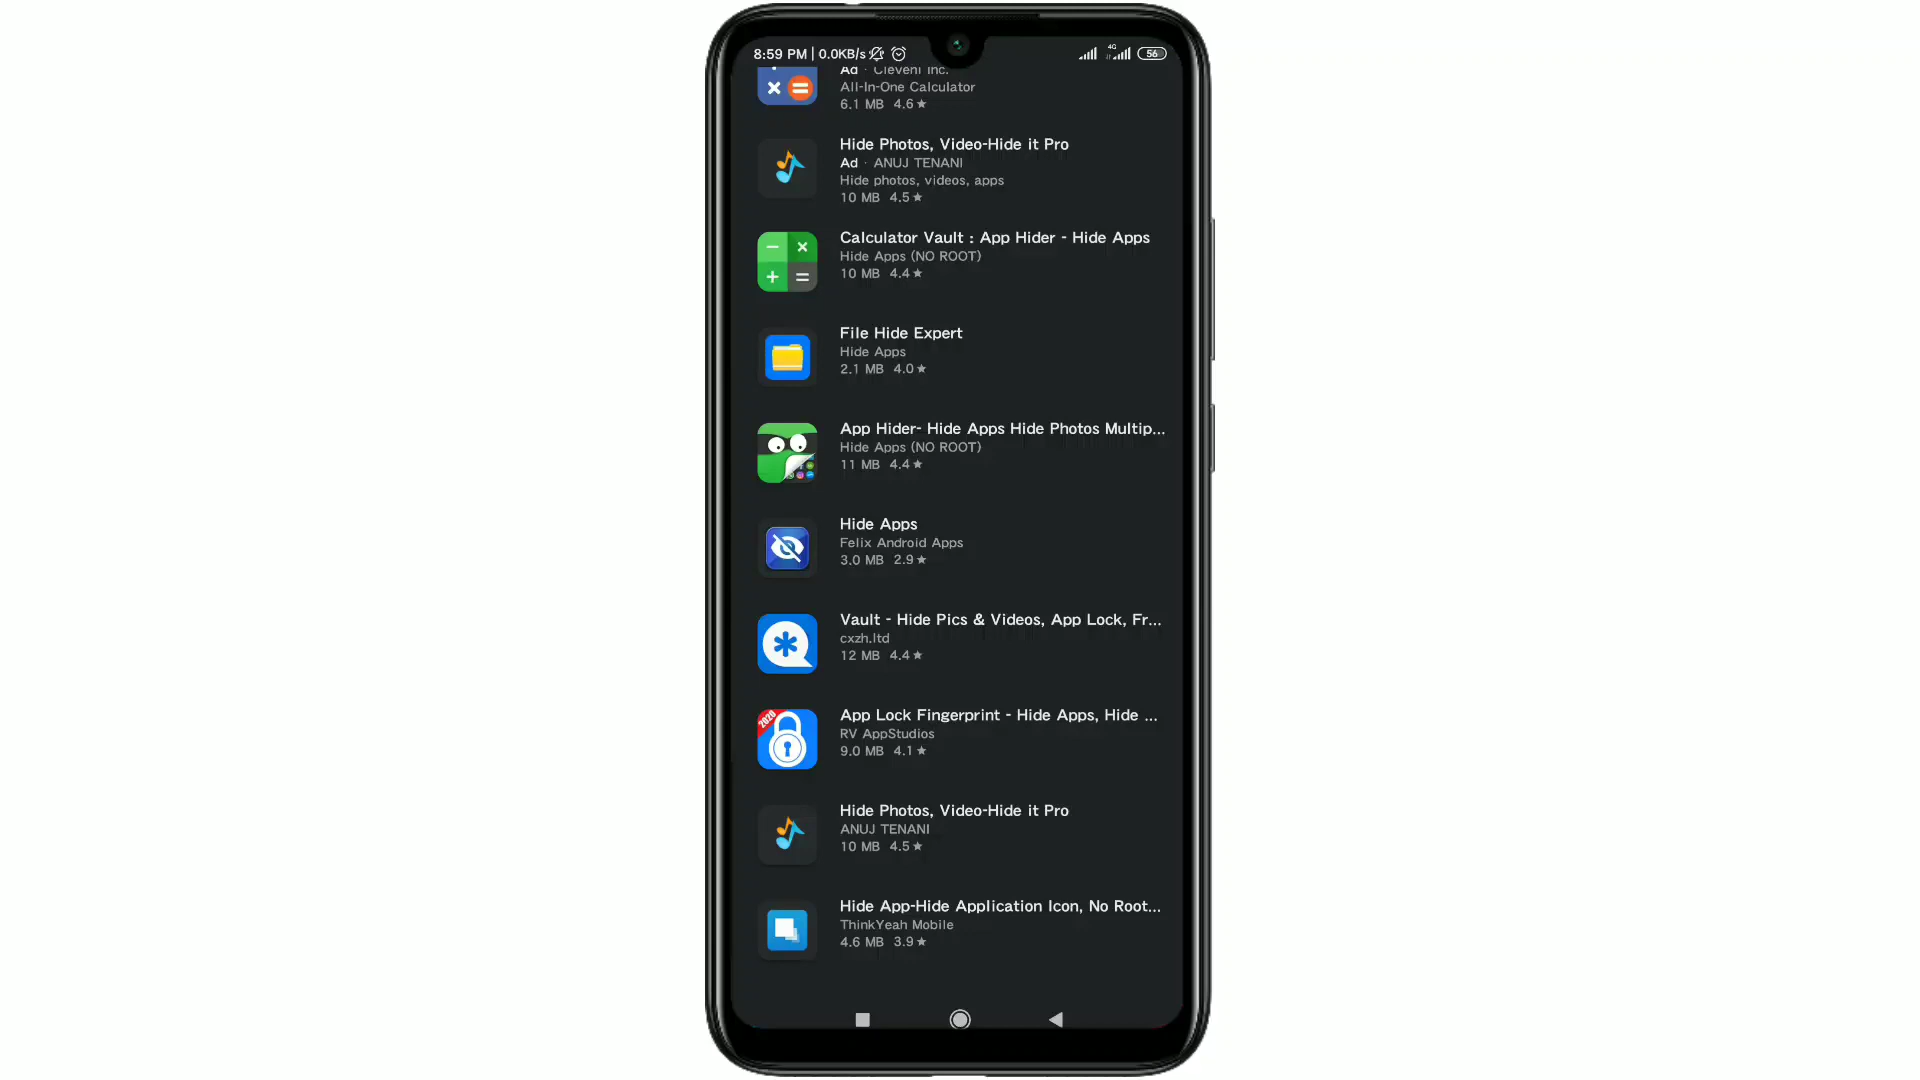 8:59 PM | 0.0KB/s 4G 56
Ad · Cleveni Inc.
All-In-One Calculator
6.1 MB 4.6★
Hide Photos, Video-Hide it Pro
Ad · ANUJ TENANI
Hide photos, videos, apps
10 MB 4.5★
Calculator Vault : App Hider - Hide Apps
Hide Apps (NO ROOT)
10 MB 4.4★
File Hide Expert
Hide Apps
2.1 MB 4.0★
App Hider- Hide Apps Hide Photos Multip...
Hide Apps (NO ROOT)
11 MB 4.4★
Hide Apps
Felix Android Apps
3.0 MB 2.9★
Vault - Hide Pics & Videos, App Lock, Fr...
cxzh.ltd
12 MB 4.4★
2020
App Lock Fingerprint - Hide Apps, Hide ...
RV AppStudios
9.0 MB 4.1★
Hide Photos, Video-Hide it Pro
ANUJ TENANI
10 MB 4.5★
Hide App-Hide Application Icon, No Root...
ThinkYeah Mobile
4.6 MB 3.9★